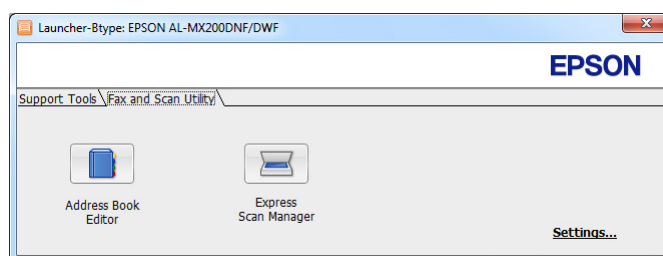 Launcher-Btype: EPSON AL-MX200DNF/DWF
EPSON
Support Tools Fax and Scan Utility
Address Book
Editor
Express
Scan Manager
Settings...